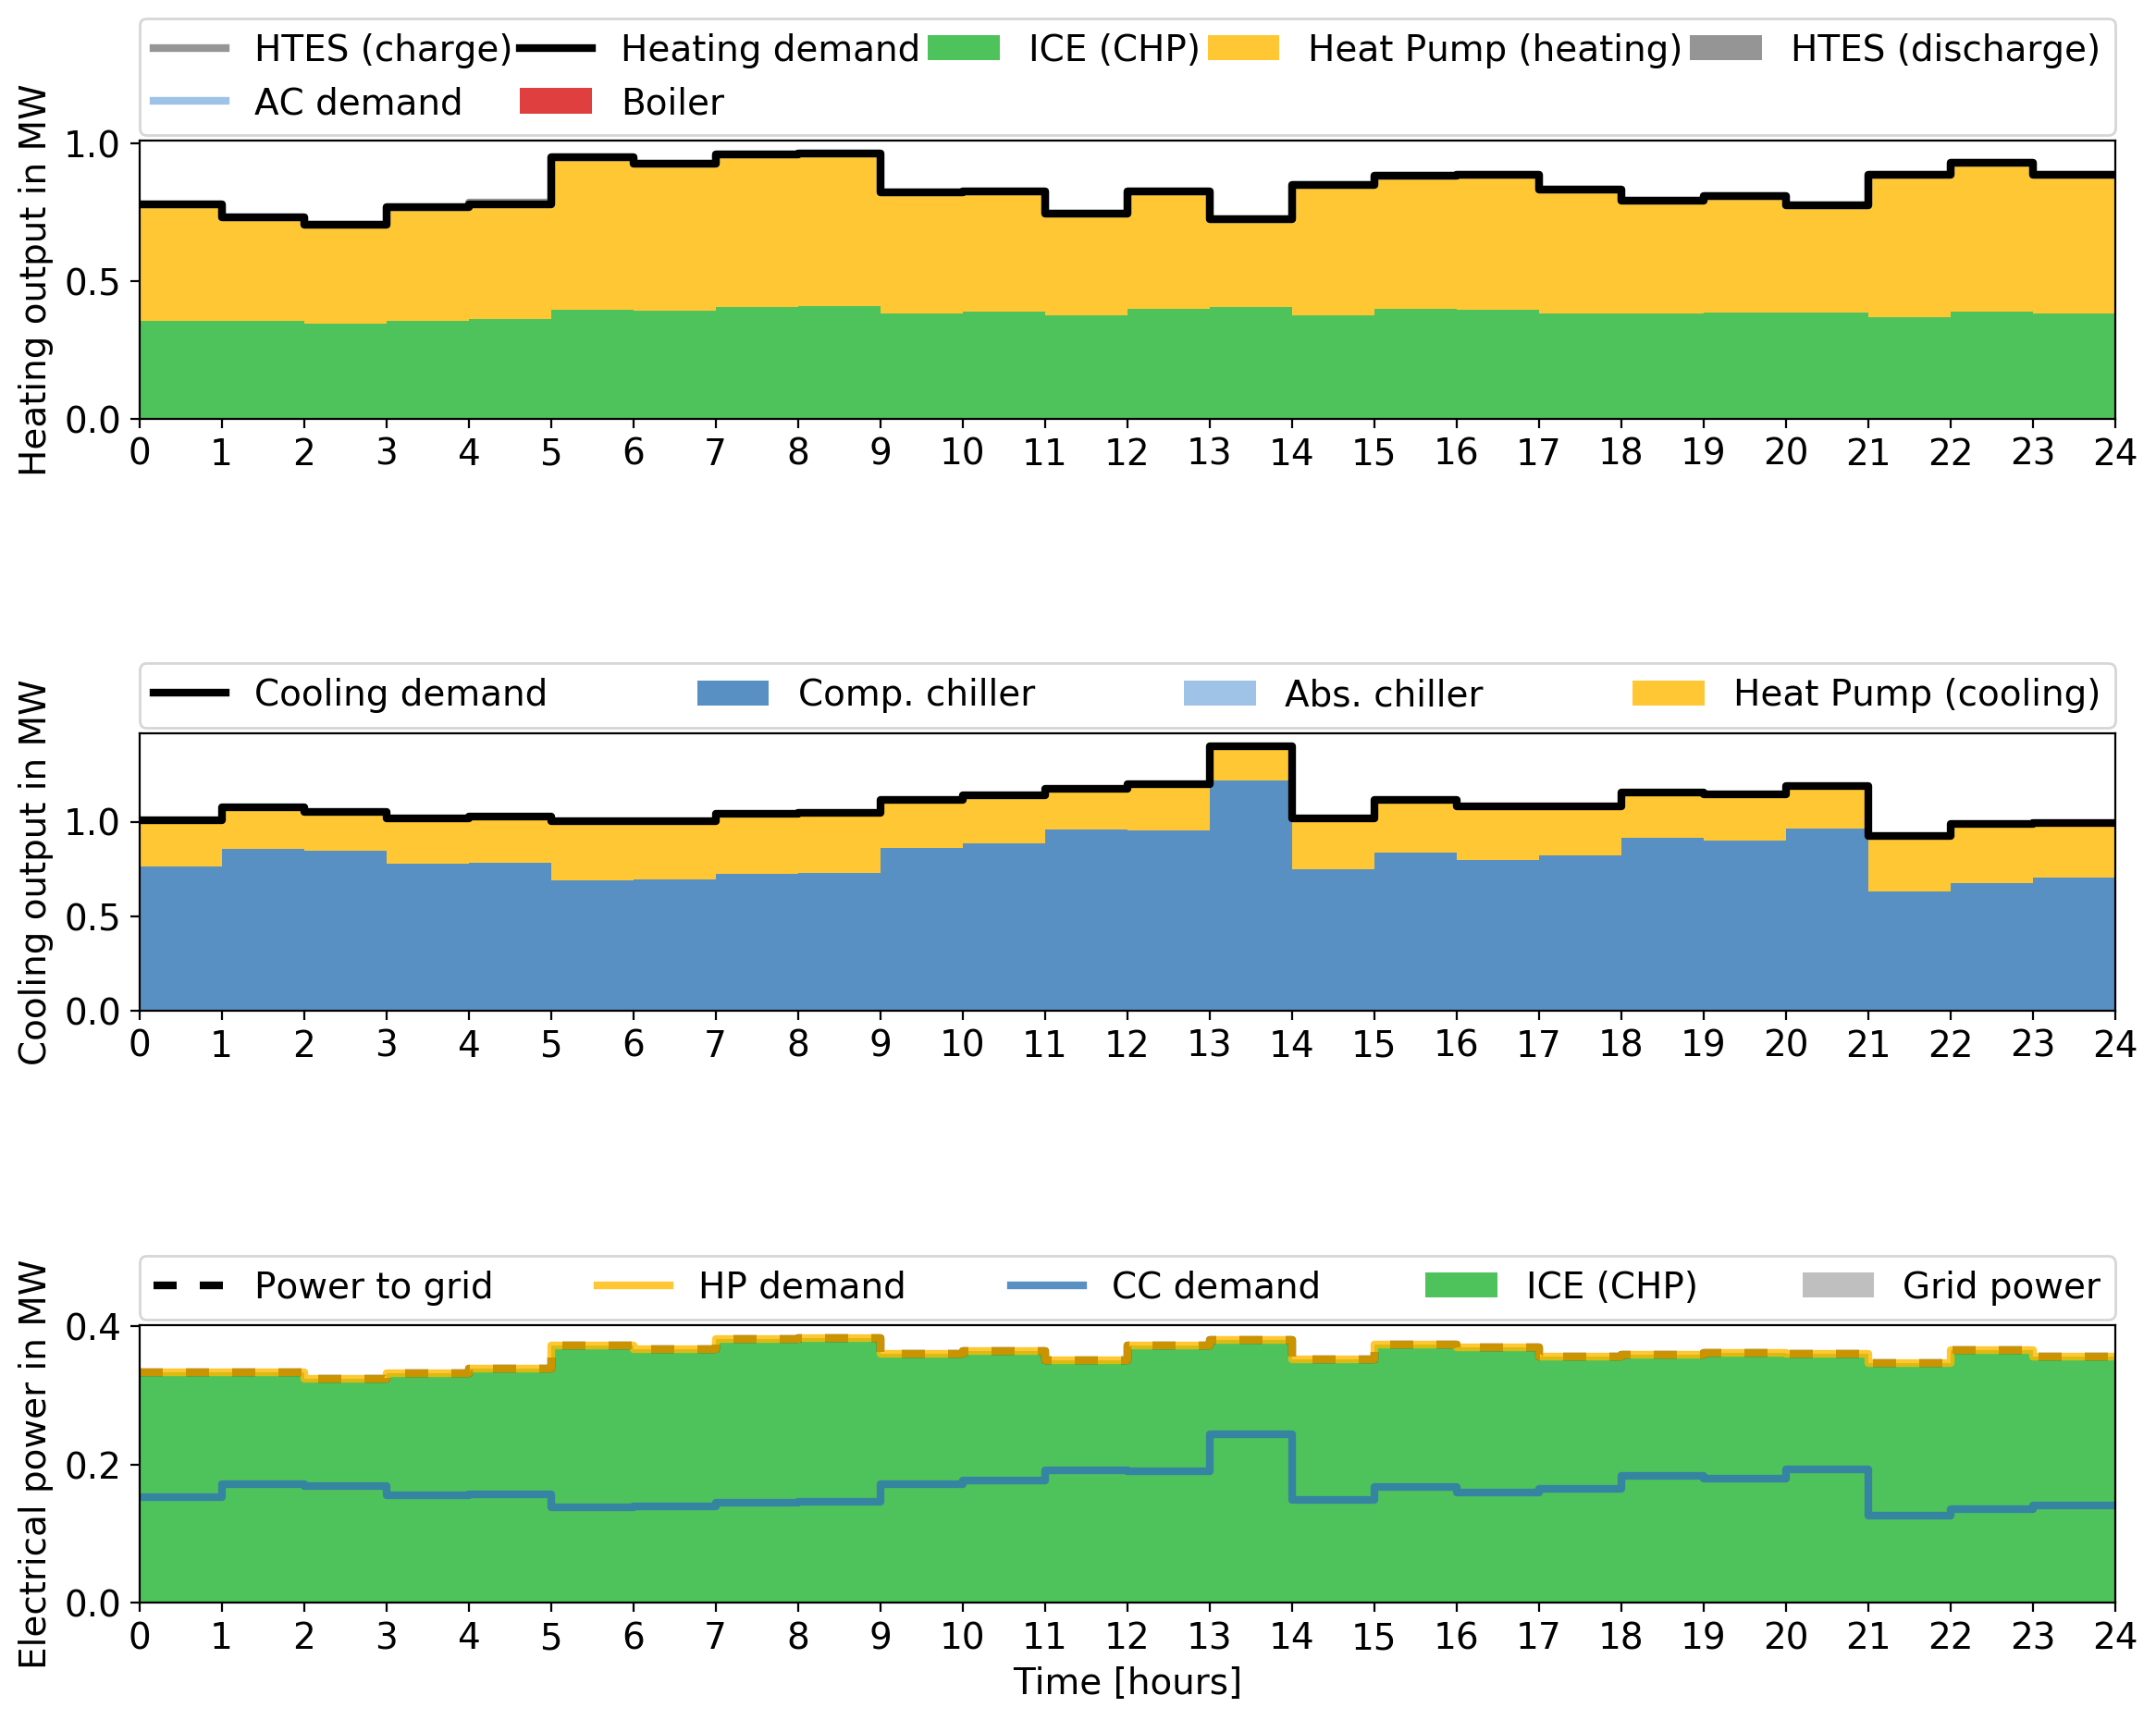 HTES (charge) Heating demand ICE (CHP) Heat Pump (heating) HTES (discharge)
AC demand Boiler
Heating output in MW
1.0
0.5
0.0
0 1 2 3 4 5 6 7 8 9 10 11 12 13 14 15 16 17 18 19 20 21 22 23 24
Cooling demand Comp. chiller Abs. chiller Heat Pump (cooling)
Cooling output in MW
1.0
0.5
0.0
0 1 2 3 4 5 6 7 8 9 10 11 12 13 14 15 16 17 18 19 20 21 22 23 24
Power to grid HP demand CC demand ICE (CHP) Grid power
Electrical power in MW
0.4
0.2
0.0
0 1 2 3 4 5 6 7 8 9 10 11 12 13 14 15 16 17 18 19 20 21 22 23 24
Time [hours]